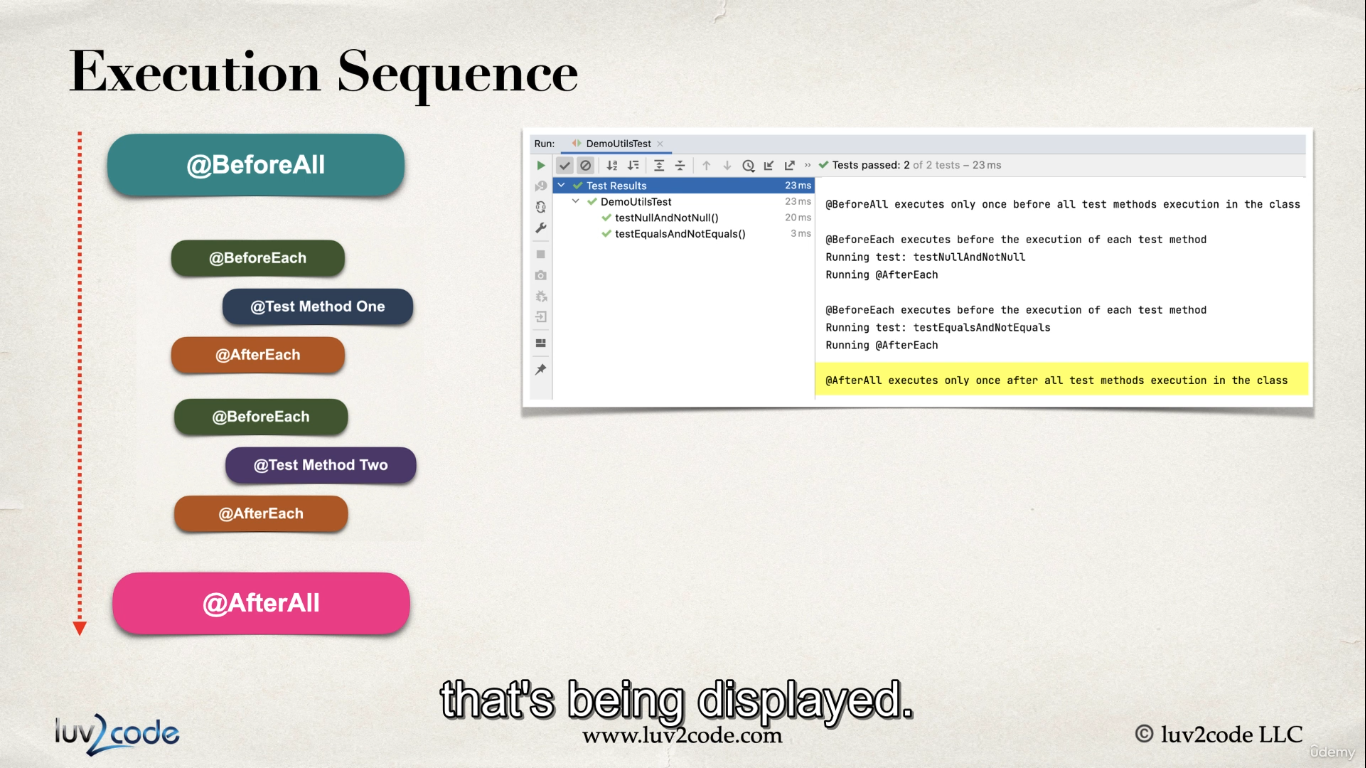 Execution Sequence
@BeforeAll
@BeforeEach
@Test Method One
@AfterEach
@BeforeEach
@Test Method Two
@AfterEach
@AfterAll
Run: DemoUtilsTest ×
» Tests passed: 2 of 2 tests – 23 ms
Test Results 23 ms
DemoUtilsTest 23 ms
testNullAndNotNull() 20 ms
testEqualsAndNotEquals() 3 ms
@BeforeAll executes only once before all test methods execution in the class
@BeforeEach executes before the execution of each test method
Running test: testNullAndNotNull
Running @AfterEach
@BeforeEach executes before the execution of each test method
Running test: testEqualsAndNotEquals
Running @AfterEach
@AfterAll executes only once after all test methods execution in the class
that's being displayed.
luv2code
www.luv2code.com
© luv2code LLC
ûdemy